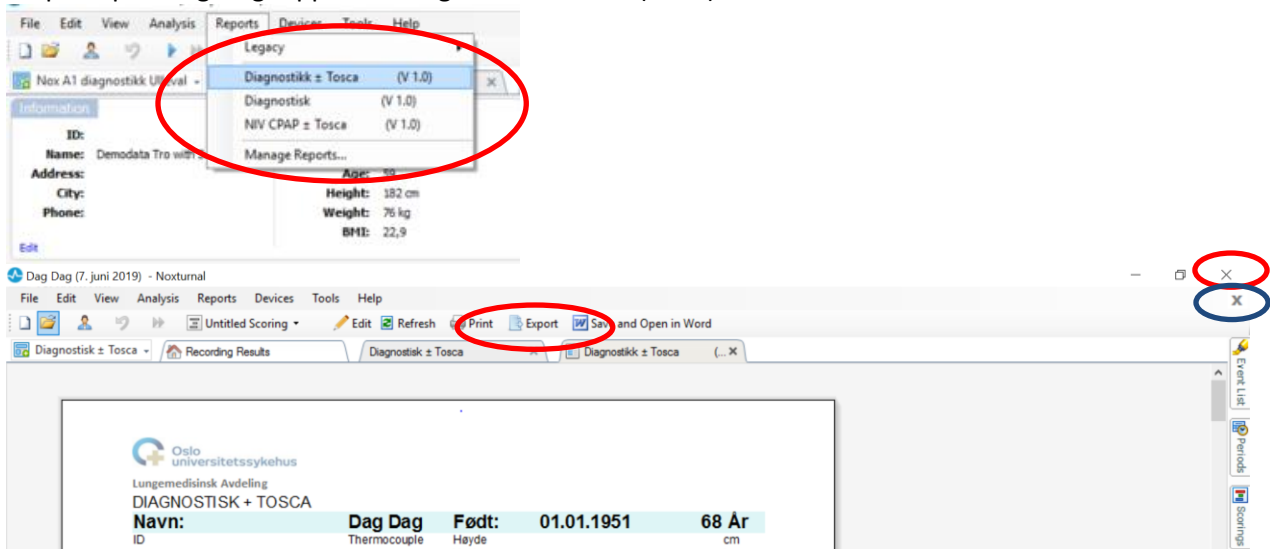 File Edit View Analysis Reports Devices Tools Help
Legacy
Nox A1 diagnostikk
Diagnostikk ± Tosca (V 1.0)
Information
Diagnostisk (V 1.0)
ID:
NIV CPAP ± Tosca (V 1.0)
Name: Demodata Tro with
Manage Reports...
Address:
Age: 59
City:
Height: 182 cm
Phone:
Weight: 76 kg
BMI: 22,9
Edit
Dag Dag (7. juni 2019) - Noxturnal
File Edit View Analysis Reports Devices Tools Help
Untitled Scoring Edit Refresh Print Export Save and Open in Word
Diagnostisk ± Tosca Recording Results Diagnostisk ± Tosca Diagnostikk ± Tosca (...
Event List
Periods
Scorings
Oslo
universitetssykehus
Lungemedisinsk Avdeling
DIAGNOSTISK + TOSCA
Navn: Dag Dag Født: 01.01.1951 68 År
ID Thermocouple Høyde cm